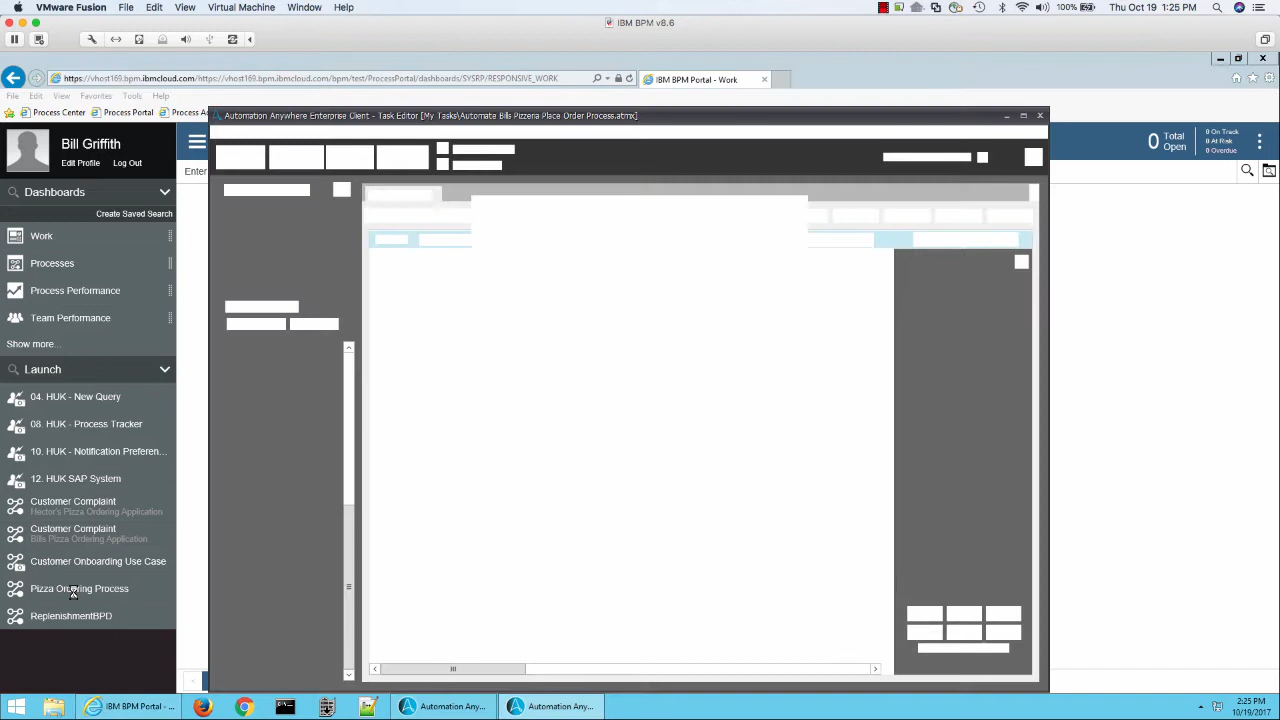 VMware Fusion File Edit View Virtual Machine Window Help
100% Thu Oct 19 1:25 PM
IBM BPM v8.6
https://vhost169.bpm.ibmcloud.com/https://vhost169.bpm.ibmcloud.com/bpm/test/ProcessPortal/dashboards/SYSRP/RESPONSIVE_WORK
IBM BPM Portal - Work
File Edit View Favorites Tools Help
Process Center Process Portal Process Ad
Automation Anywhere Enterprise Client - Task Editor [My Tasks\Automate Bills Pizzeria Place Order Process.atmx]
Bill Griffith
Edit Profile Log Out
0 Total Open
0 On Track
0 At Risk
0 Overdue
Enter
Dashboards
Create Saved Search
Work
Processes
Process Performance
Team Performance
Show more...
Launch
04. HUK - New Query
08. HUK - Process Tracker
10. HUK - Notification Preferen...
12. HUK SAP System
Customer Complaint
Hector's Pizza Ordering Application
Customer Complaint
Bills Pizza Ordering Application
Customer Onboarding Use Case
Pizza Ordering Process
ReplenishmentBPD
IBM BPM Portal - ...
Automation Any...
Automation Any...
2:25 PM
10/19/2017